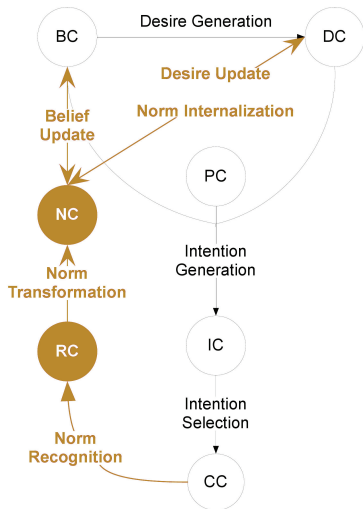 BC
Desire Generation
DC
Desire Update
Belief
Update
Norm Internalization
PC
NC
Intention
Generation
Norm
Transformation
RC
IC
Intention
Selection
Norm
Recognition
CC